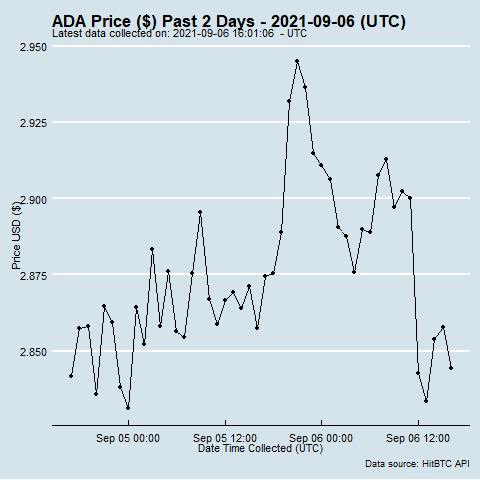 ADA Price ($) Past 2 Days - 2021-09-06 (UTC)
Latest data collected on: 2021-09-06 16:01:06 - UTC
2.950
2.925
2.900
2.875
2.850
Price USD ($)
Sep 05 00:00
Sep 05 12:00
Sep 06 00:00
Sep 06 12:00
Date Time Collected (UTC)
Data source: HitBTC API